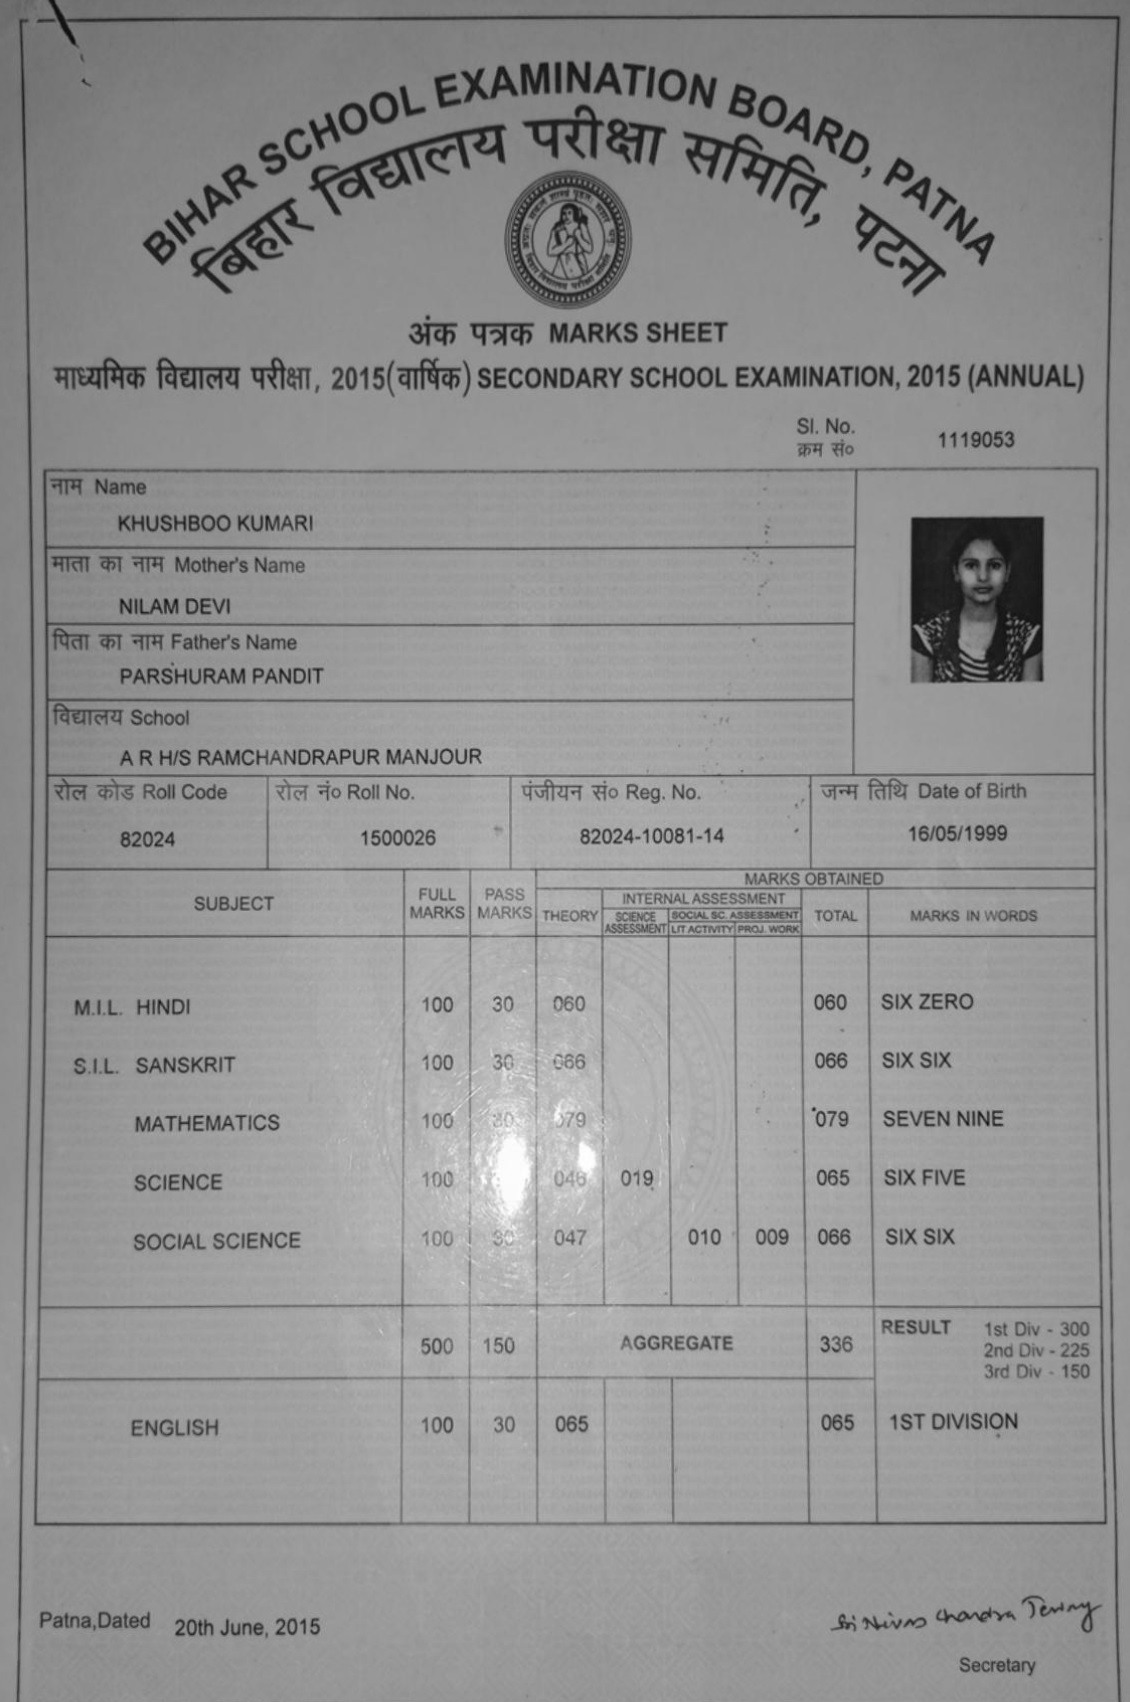 BIHAR SCHOOL EXAMINATION BOARD, PATNA
बिहार विद्यालय परीक्षा समिति, पटना
अंक पत्रक MARKS SHEET
माध्यमिक विद्यालय परीक्षा, 2015(वार्षिक) SECONDARY SCHOOL EXAMINATION, 2015 (ANNUAL)
Sl. No.
क्रम सं० 1119053
नाम Name
KHUSHBOO KUMARI
माता का नाम Mother's Name
NILAM DEVI
पिता का नाम Father's Name
PARSHURAM PANDIT
विद्यालय School
A R H/S RAMCHANDRAPUR MANJOUR
रोल कोड Roll Code रोल नं० Roll No. पंजीयन सं० Reg. No. जन्म तिथि Date of Birth
82024 1500026 82024-10081-14 16/05/1999
MARKS OBTAINED
SUBJECT FULL MARKS PASS MARKS THEORY INTERNAL ASSESSMENT TOTAL MARKS IN WORDS
SCIENCE ASSESSMENT SOCIAL SC. ASSESSMENT
LIT ACTIVITY PROJ. WORK
M.I.L. HINDI 100 30 060 060 SIX ZERO
S.I.L. SANSKRIT 100 30 066 066 SIX SIX
MATHEMATICS 100 30 079 079 SEVEN NINE
SCIENCE 100 046 019 065 SIX FIVE
SOCIAL SCIENCE 100 30 047 010 009 066 SIX SIX
500 150 AGGREGATE 336 RESULT 1st Div - 300
2nd Div - 225
3rd Div - 150
ENGLISH 100 30 065 065 1ST DIVISION
Patna,Dated 20th June, 2015
Secretary